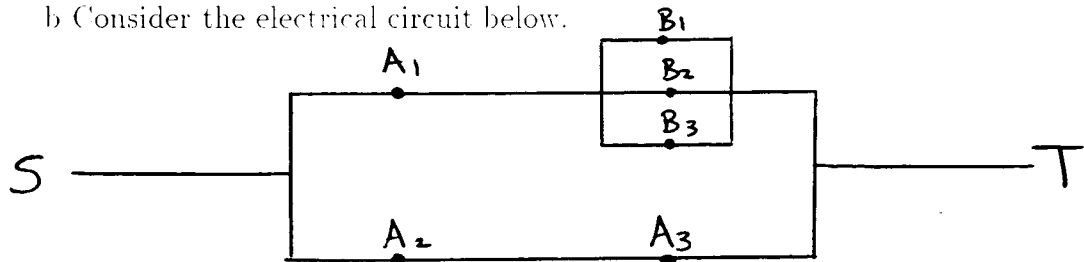 b Consider the electrical circuit below.
B1
A1
B2
B3
S
T
A2
A3